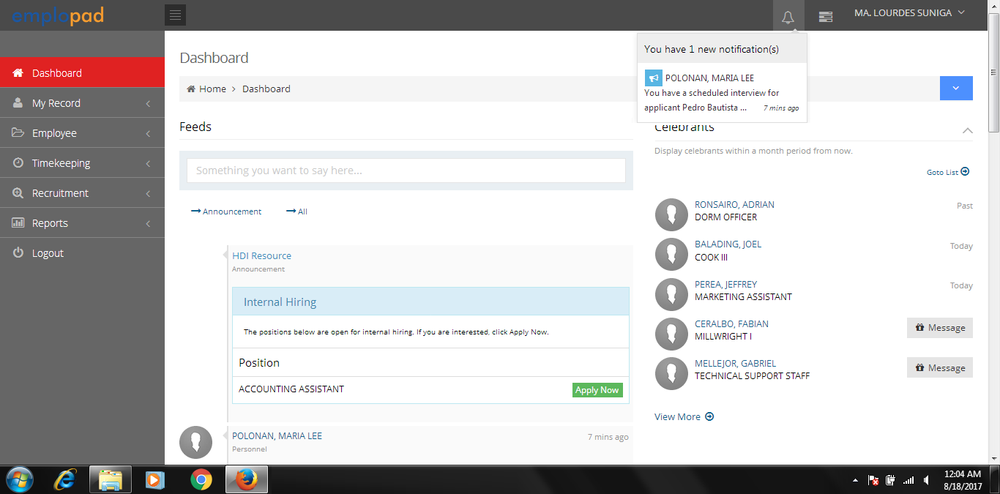 emplopad
MA. LOURDES SUNIGA
You have 1 new notification(s)
POLONAN, MARIA LEE
You have a scheduled interview for
applicant Pedro Bautista ... 7 mins ago
Dashboard
My Record
Employee
Timekeeping
Recruitment
Reports
Logout
Dashboard
Home > Dashboard
Feeds
Something you want to say here...
Announcement All
HDI Resource
Announcement
Internal Hiring
The positions below are open for internal hiring. If you are interested, click Apply Now.
Position
ACCOUNTING ASSISTANT Apply Now
POLONAN, MARIA LEE 7 mins ago
Personnel
Celebrants
Display celebrants within a month period from now.
Goto List
RONSAIRO, ADRIAN Past
DORM OFFICER
BALADING, JOEL Today
COOK III
PEREA, JEFFREY Today
MARKETING ASSISTANT
CERALBO, FABIAN Message
MILLWRIGHT I
MELLEJOR, GABRIEL Message
TECHNICAL SUPPORT STAFF
View More
12:04 AM
8/18/2017